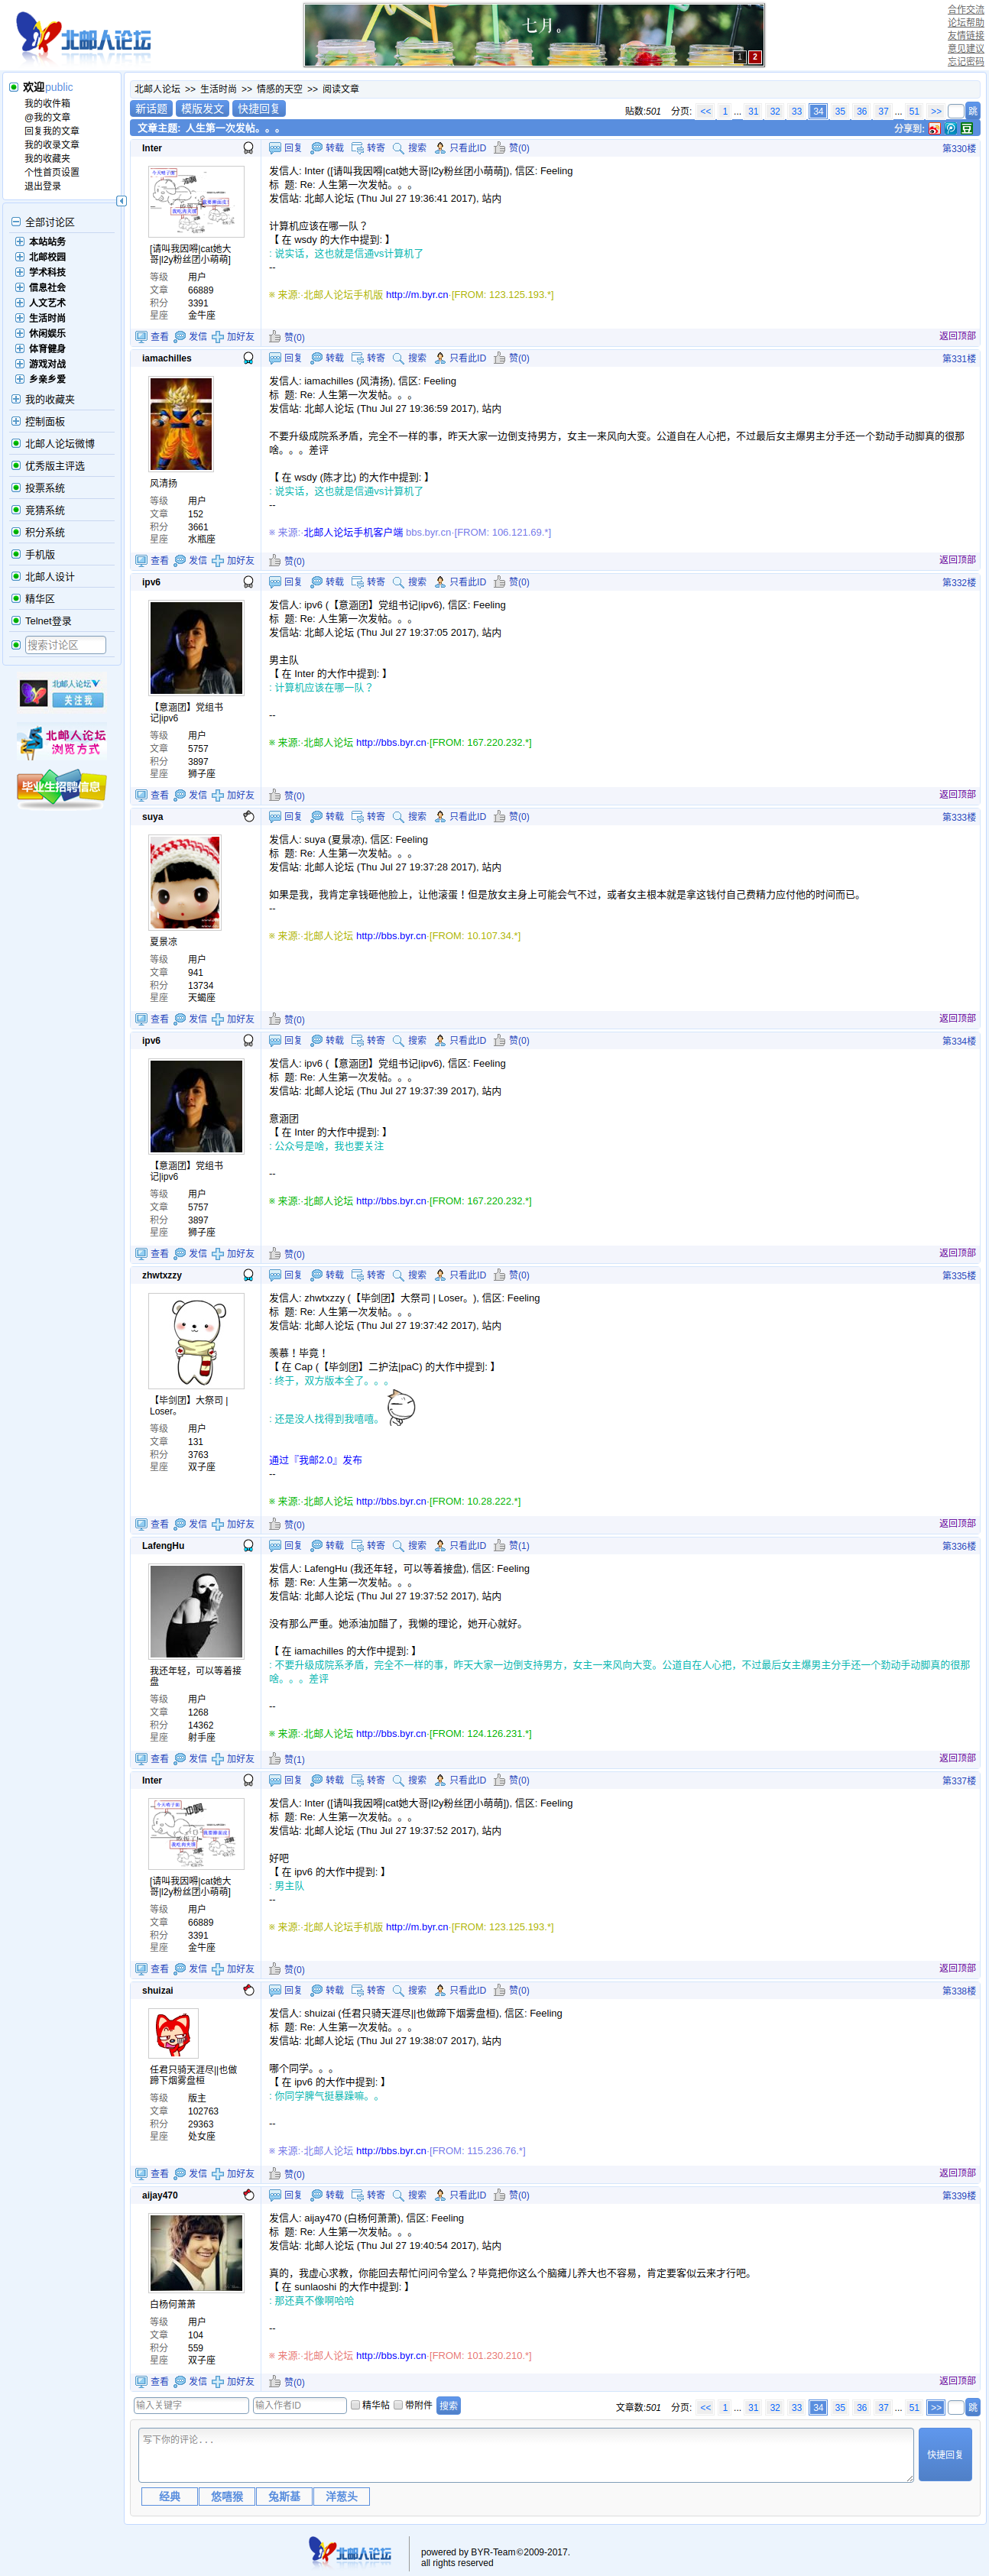 北邮人论坛
七月。
1 2
合作交流
论坛帮助
友情链接
意见建议
忘记密码
欢迎public
我的收件箱
@我的文章
回复我的文章
我的收录文章
我的收藏夹
个性首页设置
退出登录
全部讨论区
本站站务
北邮校园
学术科技
信息社会
人文艺术
生活时尚
休闲娱乐
体育健身
游戏对战
乡亲乡爱
我的收藏夹
控制面板
北邮人论坛微博
优秀版主评选
投票系统
竞猜系统
积分系统
手机版
北邮人设计
精华区
Telnet登录
搜索讨论区
北邮人论坛
关注我
北邮人论坛
浏览方式
毕业生招聘信息
北邮人论坛 >> 生活时尚 >> 情感的天空 >> 阅读文章
新话题 模版发文 快捷回复
贴数:501 分页: << 1 ... 31 32 33 34 35 36 37 ... 51 >> 跳
文章主题: 人生第一次发帖。。。
分享到:
Inter
回复 转载 转寄 搜索 只看此ID 赞(0)
第330楼
[请叫我因嘚|cat她大
哥|l2y粉丝团小萌萌]
等级 用户
文章 66889
积分 3391
星座 金牛座
发信人: Inter ([请叫我因嘚|cat她大哥|l2y粉丝团小萌萌]), 信区: Feeling
标 题: Re: 人生第一次发帖。。。
发信站: 北邮人论坛 (Thu Jul 27 19:36:41 2017), 站内
计算机应该在哪一队？
【 在 wsdy 的大作中提到: 】
: 说实话，这也就是信通vs计算机了
--
※ 来源:·北邮人论坛手机版 http://m.byr.cn·[FROM: 123.125.193.*]
查看 发信 加好友 赞(0)
返回顶部
iamachilles
回复 转载 转寄 搜索 只看此ID 赞(0)
第331楼
风清扬
等级 用户
文章 152
积分 3661
星座 水瓶座
发信人: iamachilles (风清扬), 信区: Feeling
标 题: Re: 人生第一次发帖。。。
发信站: 北邮人论坛 (Thu Jul 27 19:36:59 2017), 站内
不要升级成院系矛盾，完全不一样的事，昨天大家一边倒支持男方，女主一来风向大变。公道自在人心把，不过最后女主爆男主分手还一个劲动手动脚真的很那
啥。。。差评
【 在 wsdy (陈才比) 的大作中提到: 】
: 说实话，这也就是信通vs计算机了
--
※ 来源:·北邮人论坛手机客户端 bbs.byr.cn·[FROM: 106.121.69.*]
查看 发信 加好友 赞(0)
返回顶部
ipv6
回复 转载 转寄 搜索 只看此ID 赞(0)
第332楼
【意涵团】党组书
记|ipv6
等级 用户
文章 5757
积分 3897
星座 狮子座
发信人: ipv6 (【意涵团】党组书记|ipv6), 信区: Feeling
标 题: Re: 人生第一次发帖。。。
发信站: 北邮人论坛 (Thu Jul 27 19:37:05 2017), 站内
男主队
【 在 Inter 的大作中提到: 】
: 计算机应该在哪一队？
--
※ 来源:·北邮人论坛 http://bbs.byr.cn·[FROM: 167.220.232.*]
查看 发信 加好友 赞(0)
返回顶部
suya
回复 转载 转寄 搜索 只看此ID 赞(0)
第333楼
夏景凉
等级 用户
文章 941
积分 13734
星座 天蝎座
发信人: suya (夏景凉), 信区: Feeling
标 题: Re: 人生第一次发帖。。。
发信站: 北邮人论坛 (Thu Jul 27 19:37:28 2017), 站内
如果是我，我肯定拿钱砸他脸上，让他滚蛋！但是放女主身上可能会气不过，或者女主根本就是拿这钱付自己费精力应付他的时间而已。
--
※ 来源:·北邮人论坛 http://bbs.byr.cn·[FROM: 10.107.34.*]
查看 发信 加好友 赞(0)
返回顶部
ipv6
回复 转载 转寄 搜索 只看此ID 赞(0)
第334楼
【意涵团】党组书
记|ipv6
等级 用户
文章 5757
积分 3897
星座 狮子座
发信人: ipv6 (【意涵团】党组书记|ipv6), 信区: Feeling
标 题: Re: 人生第一次发帖。。。
发信站: 北邮人论坛 (Thu Jul 27 19:37:39 2017), 站内
意涵团
【 在 Inter 的大作中提到: 】
: 公众号是啥，我也要关注
--
※ 来源:·北邮人论坛 http://bbs.byr.cn·[FROM: 167.220.232.*]
查看 发信 加好友 赞(0)
返回顶部
zhwtxzzy
回复 转载 转寄 搜索 只看此ID 赞(0)
第335楼
【毕剑团】大祭司 |
Loser。
等级 用户
文章 131
积分 3763
星座 双子座
发信人: zhwtxzzy (【毕剑团】大祭司 | Loser。), 信区: Feeling
标 题: Re: 人生第一次发帖。。。
发信站: 北邮人论坛 (Thu Jul 27 19:37:42 2017), 站内
羡慕！毕竟！
【 在 Cap (【毕剑团】二护法|paC) 的大作中提到: 】
: 终于，双方版本全了。。。
: 还是没人找得到我嘻嘻。
通过『我邮2.0』发布
--
※ 来源:·北邮人论坛 http://bbs.byr.cn·[FROM: 10.28.222.*]
查看 发信 加好友 赞(0)
返回顶部
LafengHu
回复 转载 转寄 搜索 只看此ID 赞(1)
第336楼
我还年轻，可以等着接
盘
等级 用户
文章 1268
积分 14362
星座 射手座
发信人: LafengHu (我还年轻，可以等着接盘), 信区: Feeling
标 题: Re: 人生第一次发帖。。。
发信站: 北邮人论坛 (Thu Jul 27 19:37:52 2017), 站内
没有那么严重。她添油加醋了，我懒的理论，她开心就好。
【 在 iamachilles 的大作中提到: 】
: 不要升级成院系矛盾，完全不一样的事，昨天大家一边倒支持男方，女主一来风向大变。公道自在人心把，不过最后女主爆男主分手还一个劲动手动脚真的很那
啥。。。差评
--
※ 来源:·北邮人论坛 http://bbs.byr.cn·[FROM: 124.126.231.*]
查看 发信 加好友 赞(1)
返回顶部
Inter
回复 转载 转寄 搜索 只看此ID 赞(0)
第337楼
[请叫我因嘚|cat她大
哥|l2y粉丝团小萌萌]
等级 用户
文章 66889
积分 3391
星座 金牛座
发信人: Inter ([请叫我因嘚|cat她大哥|l2y粉丝团小萌萌]), 信区: Feeling
标 题: Re: 人生第一次发帖。。。
发信站: 北邮人论坛 (Thu Jul 27 19:37:52 2017), 站内
好吧
【 在 ipv6 的大作中提到: 】
: 男主队
--
※ 来源:·北邮人论坛手机版 http://m.byr.cn·[FROM: 123.125.193.*]
查看 发信 加好友 赞(0)
返回顶部
shuizai
回复 转载 转寄 搜索 只看此ID 赞(0)
第338楼
任君只骑天涯尽||也做
蹄下烟雾盘桓
等级 版主
文章 102763
积分 29363
星座 处女座
发信人: shuizai (任君只骑天涯尽||也做蹄下烟雾盘桓), 信区: Feeling
标 题: Re: 人生第一次发帖。。。
发信站: 北邮人论坛 (Thu Jul 27 19:38:07 2017), 站内
哪个同学。。。
【 在 ipv6 的大作中提到: 】
: 你同学脾气挺暴躁嘛。。
--
※ 来源:·北邮人论坛 http://bbs.byr.cn·[FROM: 115.236.76.*]
查看 发信 加好友 赞(0)
返回顶部
aijay470
回复 转载 转寄 搜索 只看此ID 赞(0)
第339楼
白杨何萧萧
等级 用户
文章 104
积分 559
星座 双子座
发信人: aijay470 (白杨何萧萧), 信区: Feeling
标 题: Re: 人生第一次发帖。。。
发信站: 北邮人论坛 (Thu Jul 27 19:40:54 2017), 站内
真的，我虚心求教，你能回去帮忙问问令堂么？毕竟把你这么个脑瘫儿养大也不容易，肯定要客似云来才行吧。
【 在 sunlaoshi 的大作中提到: 】
: 那还真不像啊哈哈
--
※ 来源:·北邮人论坛 http://bbs.byr.cn·[FROM: 101.230.210.*]
查看 发信 加好友 赞(0)
返回顶部
输入关键字 输入作者ID 精华帖 带附件 搜索
文章数:501 分页: << 1 ... 31 32 33 34 35 36 37 ... 51 >> 跳
写下你的评论...
快捷回复
经典 悠嘻猴 兔斯基 洋葱头
北邮人论坛
powered by BYR-Team©2009-2017.
all rights reserved